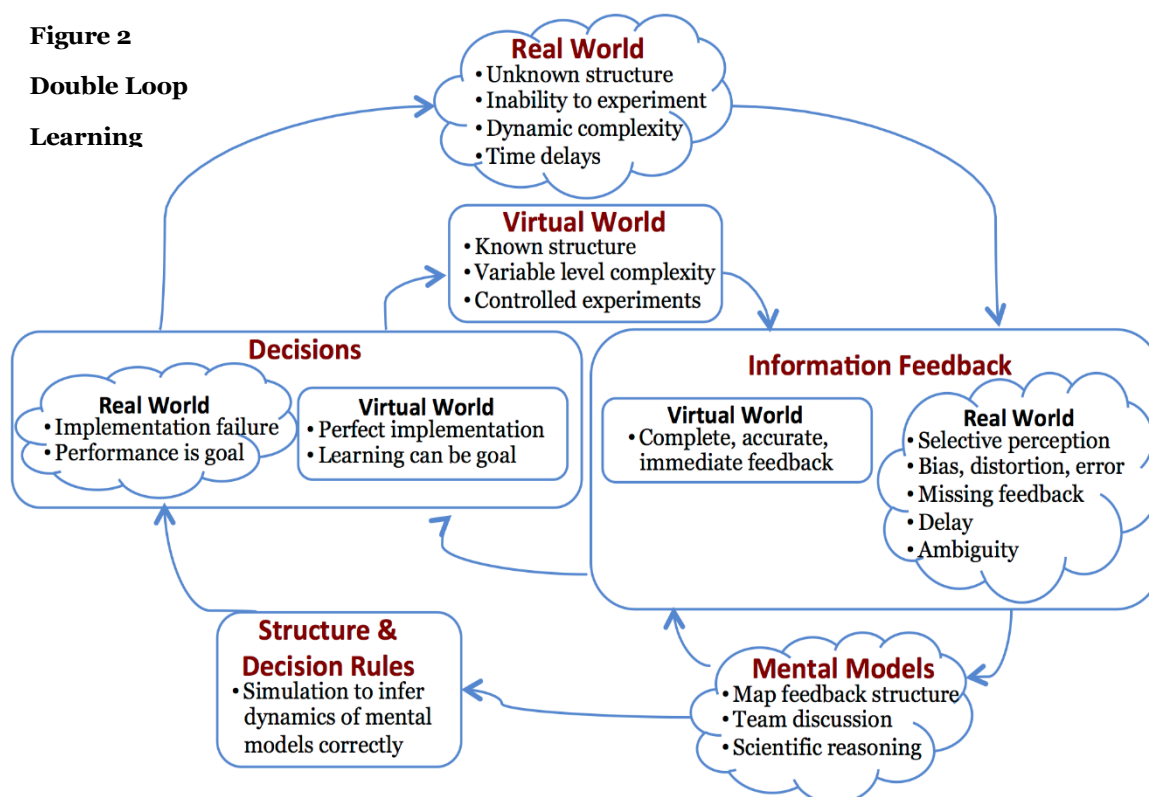 Figure 2
Double Loop
Learning
Real World
• Unknown structure
• Inability to experiment
• Dynamic complexity
• Time delays
Virtual World
• Known structure
• Variable level complexity
• Controlled experiments
Decisions
Real World
• Implementation failure
• Performance is goal
Virtual World
• Perfect implementation
• Learning can be goal
Information Feedback
Virtual World
• Complete, accurate,
immediate feedback
Real World
• Selective perception
• Bias, distortion, error
• Missing feedback
• Delay
• Ambiguity
Structure &
Decision Rules
• Simulation to infer
dynamics of mental
models correctly
Mental Models
• Map feedback structure
• Team discussion
• Scientific reasoning